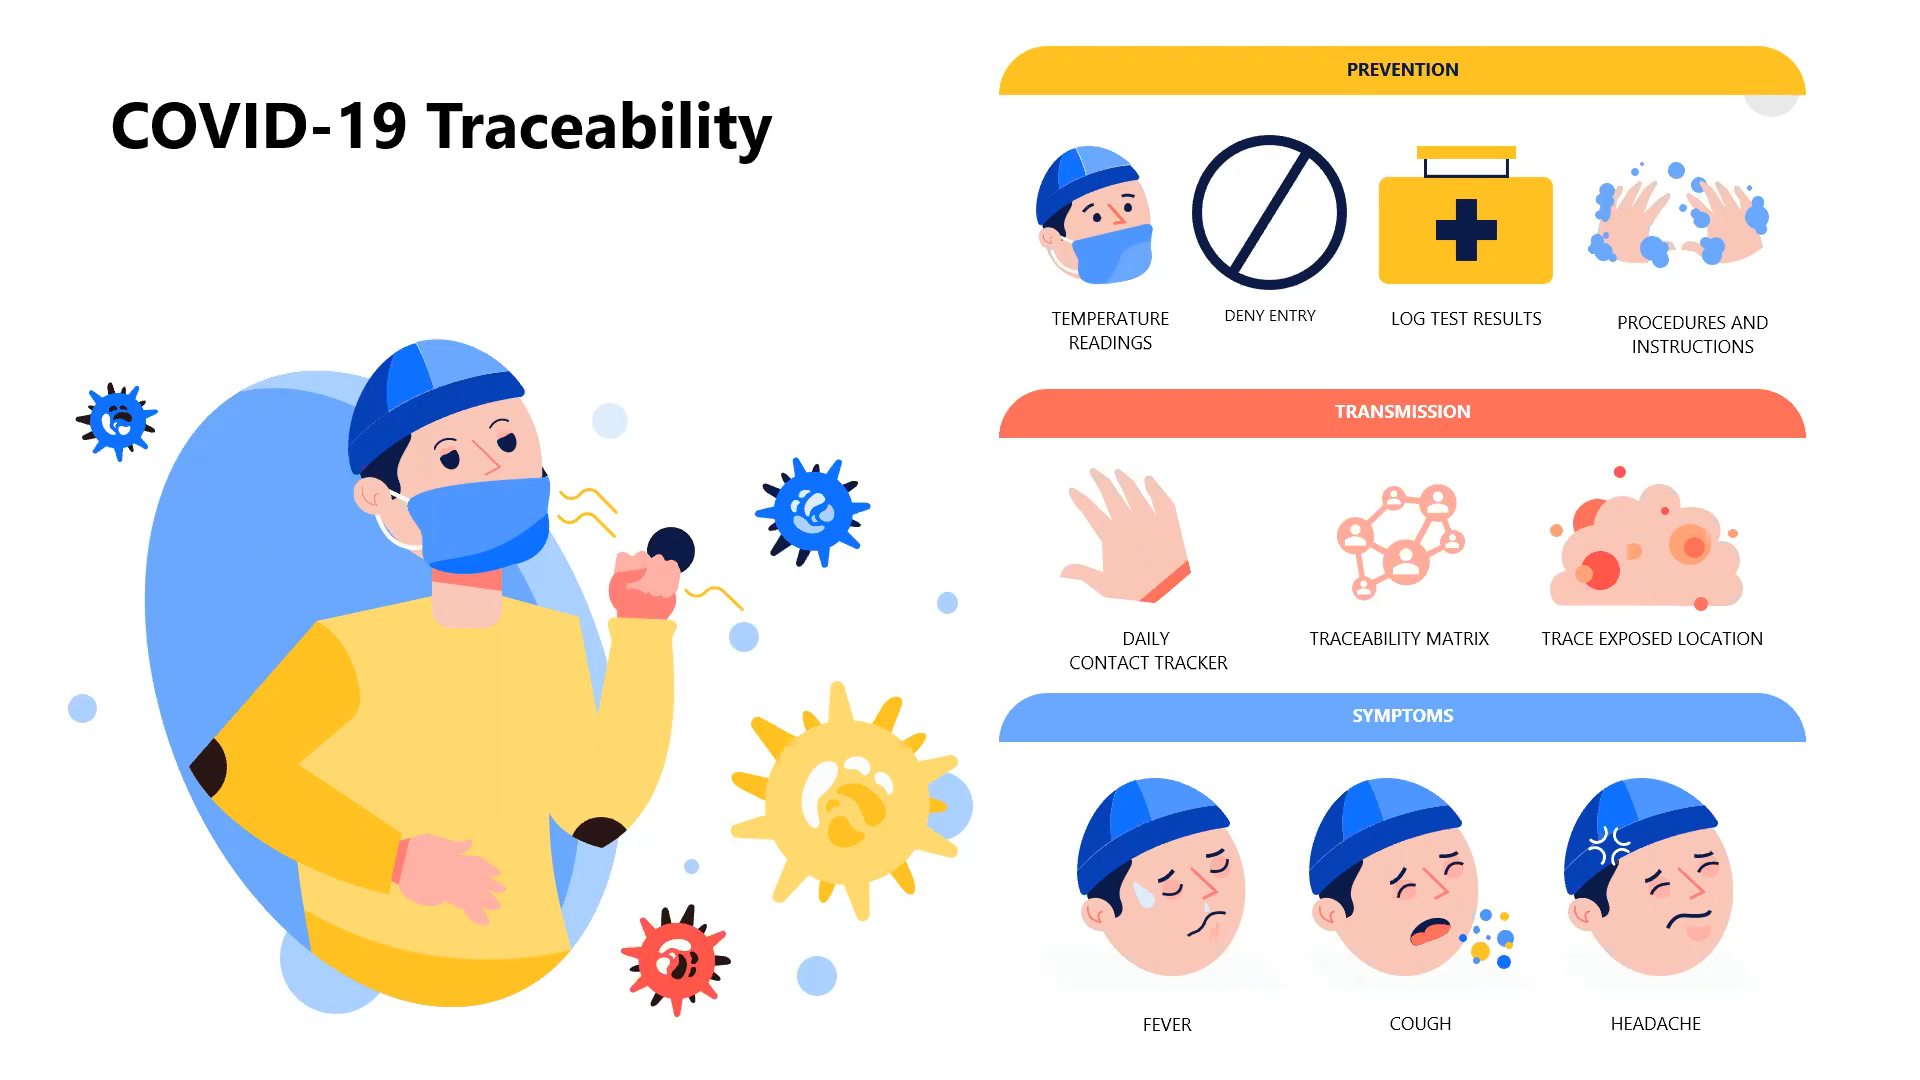 COVID-19 Traceability
PREVENTION
TEMPERATURE
READINGS
DENY ENTRY
LOG TEST RESULTS
PROCEDURES AND
INSTRUCTIONS
TRANSMISSION
DAILY
CONTACT TRACKER
TRACEABILITY MATRIX
TRACE EXPOSED LOCATION
SYMPTOMS
FEVER
COUGH
HEADACHE